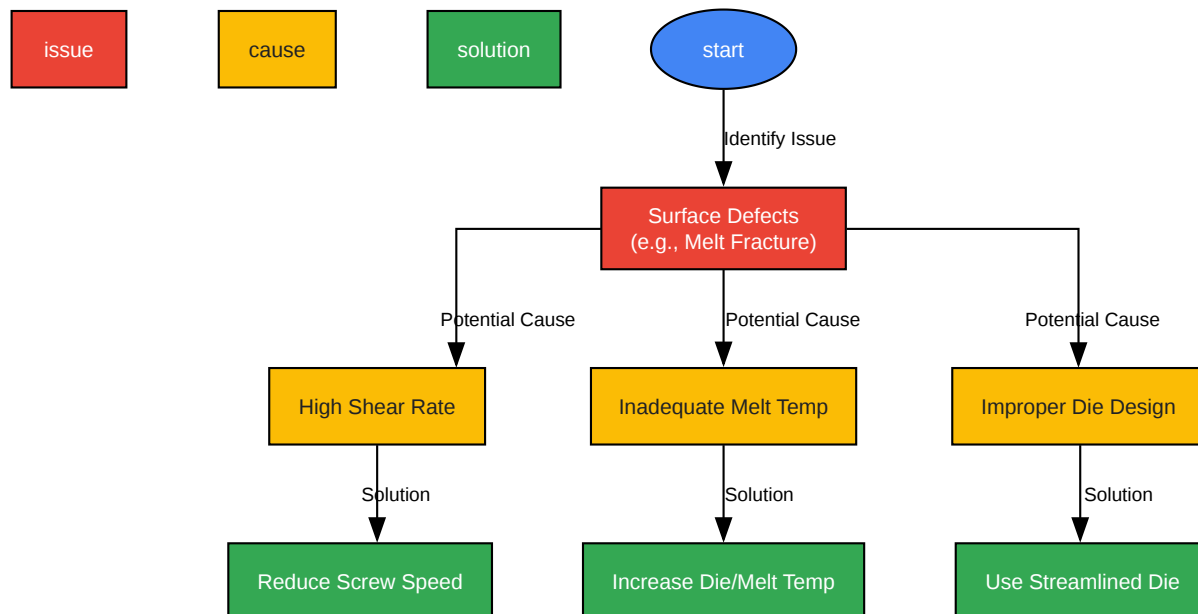 issue
cause
solution
start
Identify Issue
Surface Defects
(e.g., Melt Fracture)
Potential Cause
Potential Cause
Potential Cause
High Shear Rate
Inadequate Melt Temp
Improper Die Design
Solution
Solution
Solution
Reduce Screw Speed
Increase Die/Melt Temp
Use Streamlined Die